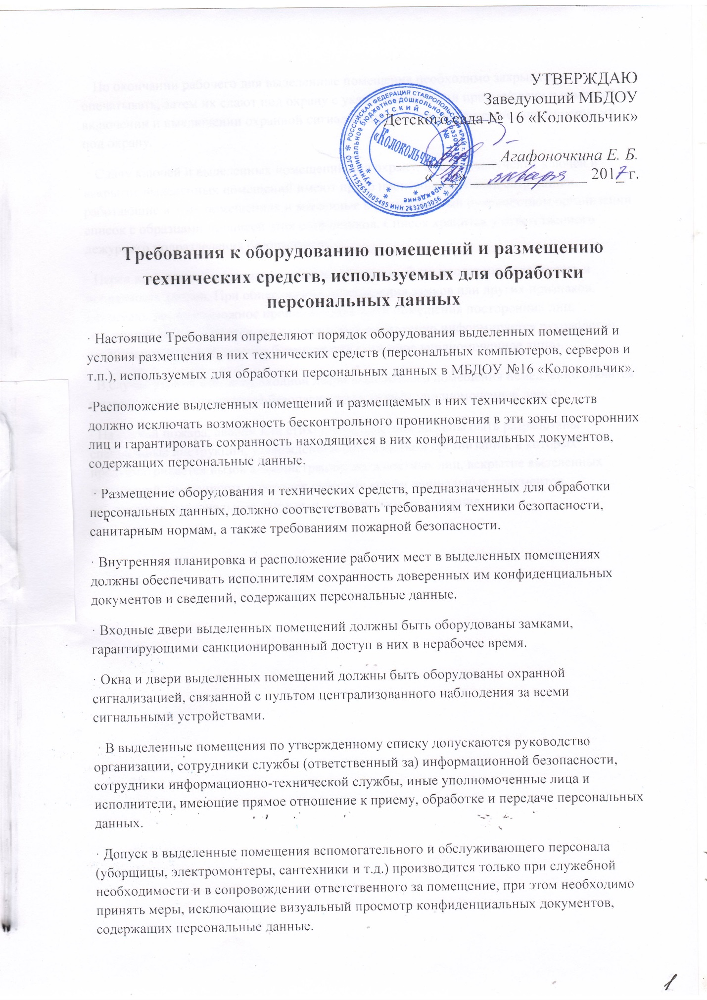 УТВЕРЖДАЮ
Заведующий МБДОУ
Детского сада № 16 «Колокольчик»
Агафоночкина Е. Б.
« » января 2017 г.
РОССИЙСКАЯ ФЕДЕРАЦИЯ СТАВРОПОЛЬСКИЙ КРАЙ г. ПЯТИГОРСК
ОГРН 1152651005495 ИНН 2632003056
муниципальное бюджетное дошкольное образовательное учреждение
детский сад № 16
«Колокольчик»
Требования к оборудованию помещений и размещению
технических средств, используемых для обработки
персональных данных
· Настоящие Требования определяют порядок оборудования выделенных помещений и
условия размещения в них технических средств (персональных компьютеров, серверов и
т.п.), используемых для обработки персональных данных в МБДОУ №16 «Колокольчик».
-Расположение выделенных помещений и размещаемых в них технических средств
должно исключать возможность бесконтрольного проникновения в эти зоны посторонних
лиц и гарантировать сохранность находящихся в них конфиденциальных документов,
содержащих персональные данные.
· Размещение оборудования и технических средств, предназначенных для обработки
персональных данных, должно соответствовать требованиям техники безопасности,
санитарным нормам, а также требованиям пожарной безопасности.
· Внутренняя планировка и расположение рабочих мест в выделенных помещениях
должны обеспечивать исполнителям сохранность доверенных им конфиденциальных
документов и сведений, содержащих персональные данные.
· Входные двери выделенных помещений должны быть оборудованы замками,
гарантирующими санкционированный доступ в них в нерабочее время.
· Окна и двери выделенных помещений должны быть оборудованы охранной
сигнализацией, связанной с пультом централизованного наблюдения за всеми
сигнальными устройствами.
· В выделенные помещения по утвержденному списку допускаются руководство
организации, сотрудники службы (ответственный за) информационной безопасности,
сотрудники информационно-технической службы, иные уполномоченные лица и
исполнители, имеющие прямое отношение к приему, обработке и передаче персональных
данных.
· Допуск в выделенные помещения вспомогательного и обслуживающего персонала
(уборщицы, электромонтеры, сантехники и т.д.) производится только при служебной
необходимости и в сопровождении ответственного за помещение, при этом необходимо
принять меры, исключающие визуальный просмотр конфиденциальных документов,
содержащих персональные данные.
1